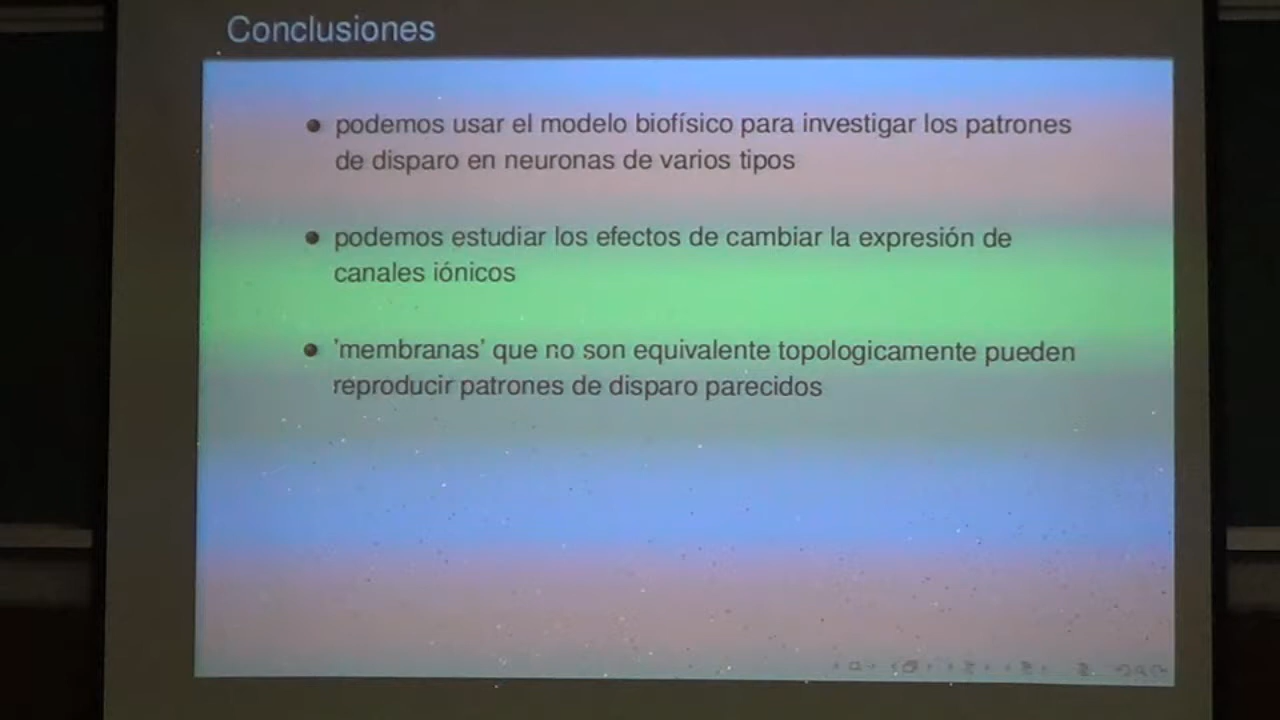 Conclusiones
podemos usar el modelo biofísico para investigar los patrones
de disparo en neuronas de varios tipos
podemos estudiar los efectos de cambiar la expresión de
canales iónicos
'membranas' que no son equivalente topologicamente pueden
reproducir patrones de disparo parecidos